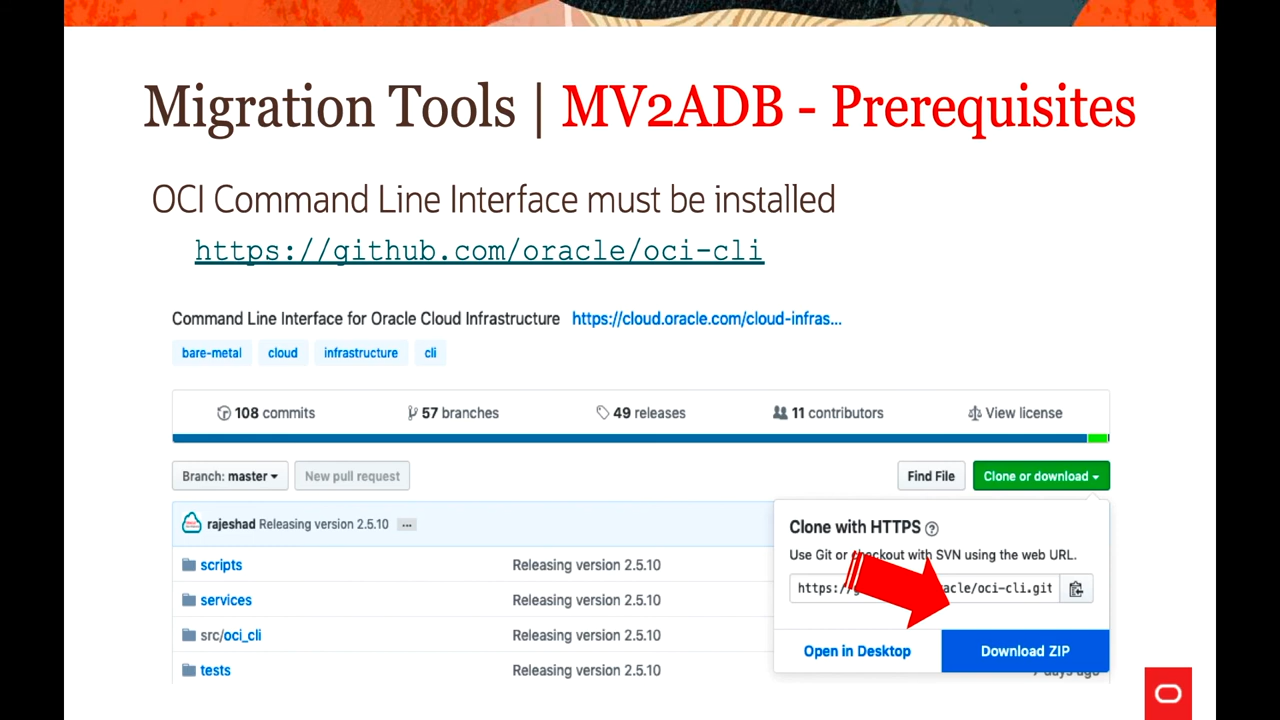 Migration Tools | MV2ADB - Prerequisites
OCI Command Line Interface must be installed
https://github.com/oracle/oci-cli
Command Line Interface for Oracle Cloud Infrastructure https://cloud.oracle.com/cloud-infras...
bare-metal cloud infrastructure cli
108 commits 57 branches 49 releases 11 contributors View license
Branch: master New pull request Find File Clone or download
rajeshad Releasing version 2.5.10 ...
Clone with HTTPS ?
Use Git or checkout with SVN using the web URL.
scripts Releasing version 2.5.10
https://g acle/oci-cli.git
services Releasing version 2.5.10
src/oci_cli Releasing version 2.5.10
Open in Desktop Download ZIP
tests Releasing version 2.5.10 7 days ago